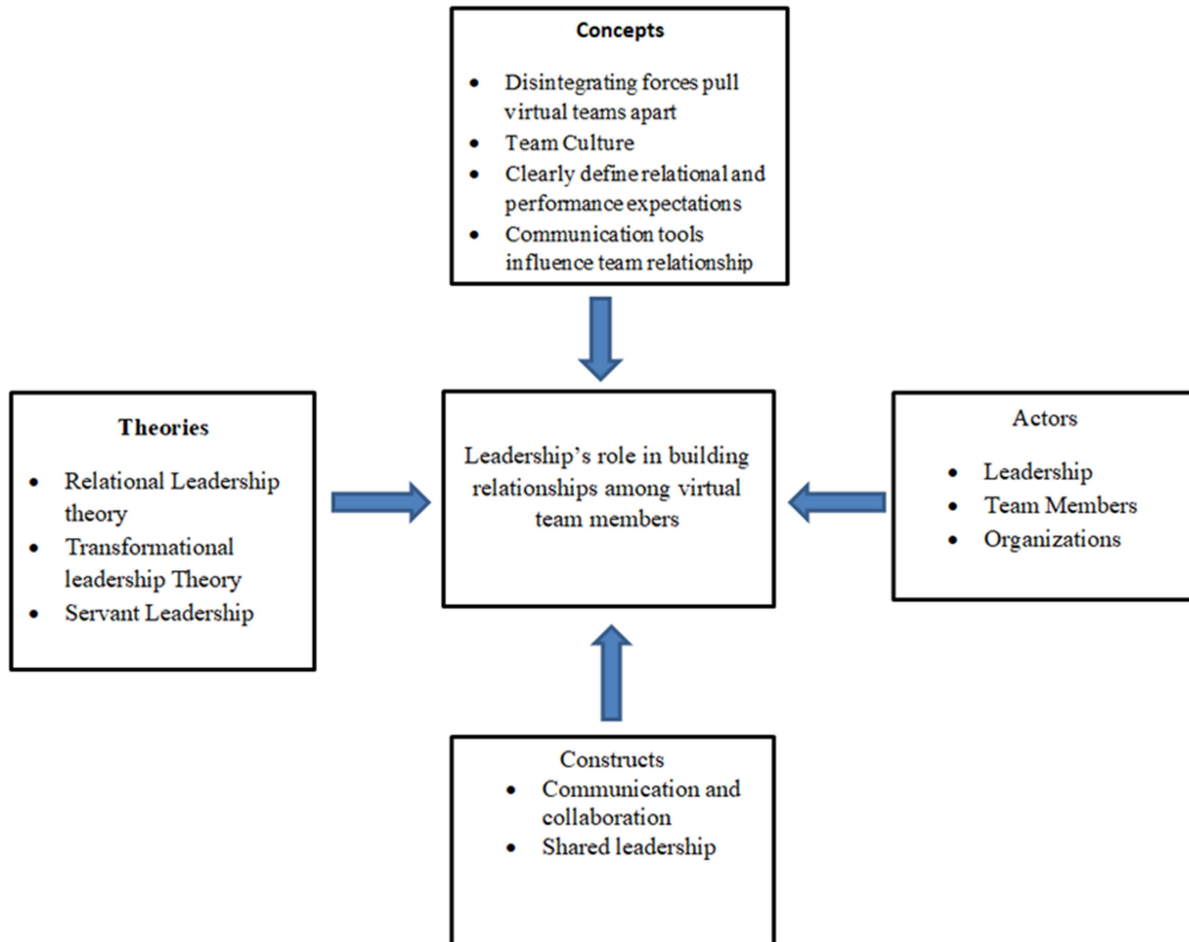 Concepts
• Disintegrating forces pull
virtual teams apart
• Team Culture
• Clearly define relational and
performance expectations
• Communication tools
influence team relationship
Theories
• Relational Leadership
theory
• Transformational
leadership Theory
• Servant Leadership
Leadership’s role in building
relationships among virtual
team members
Actors
• Leadership
• Team Members
• Organizations
Constructs
• Communication and
collaboration
• Shared leadership